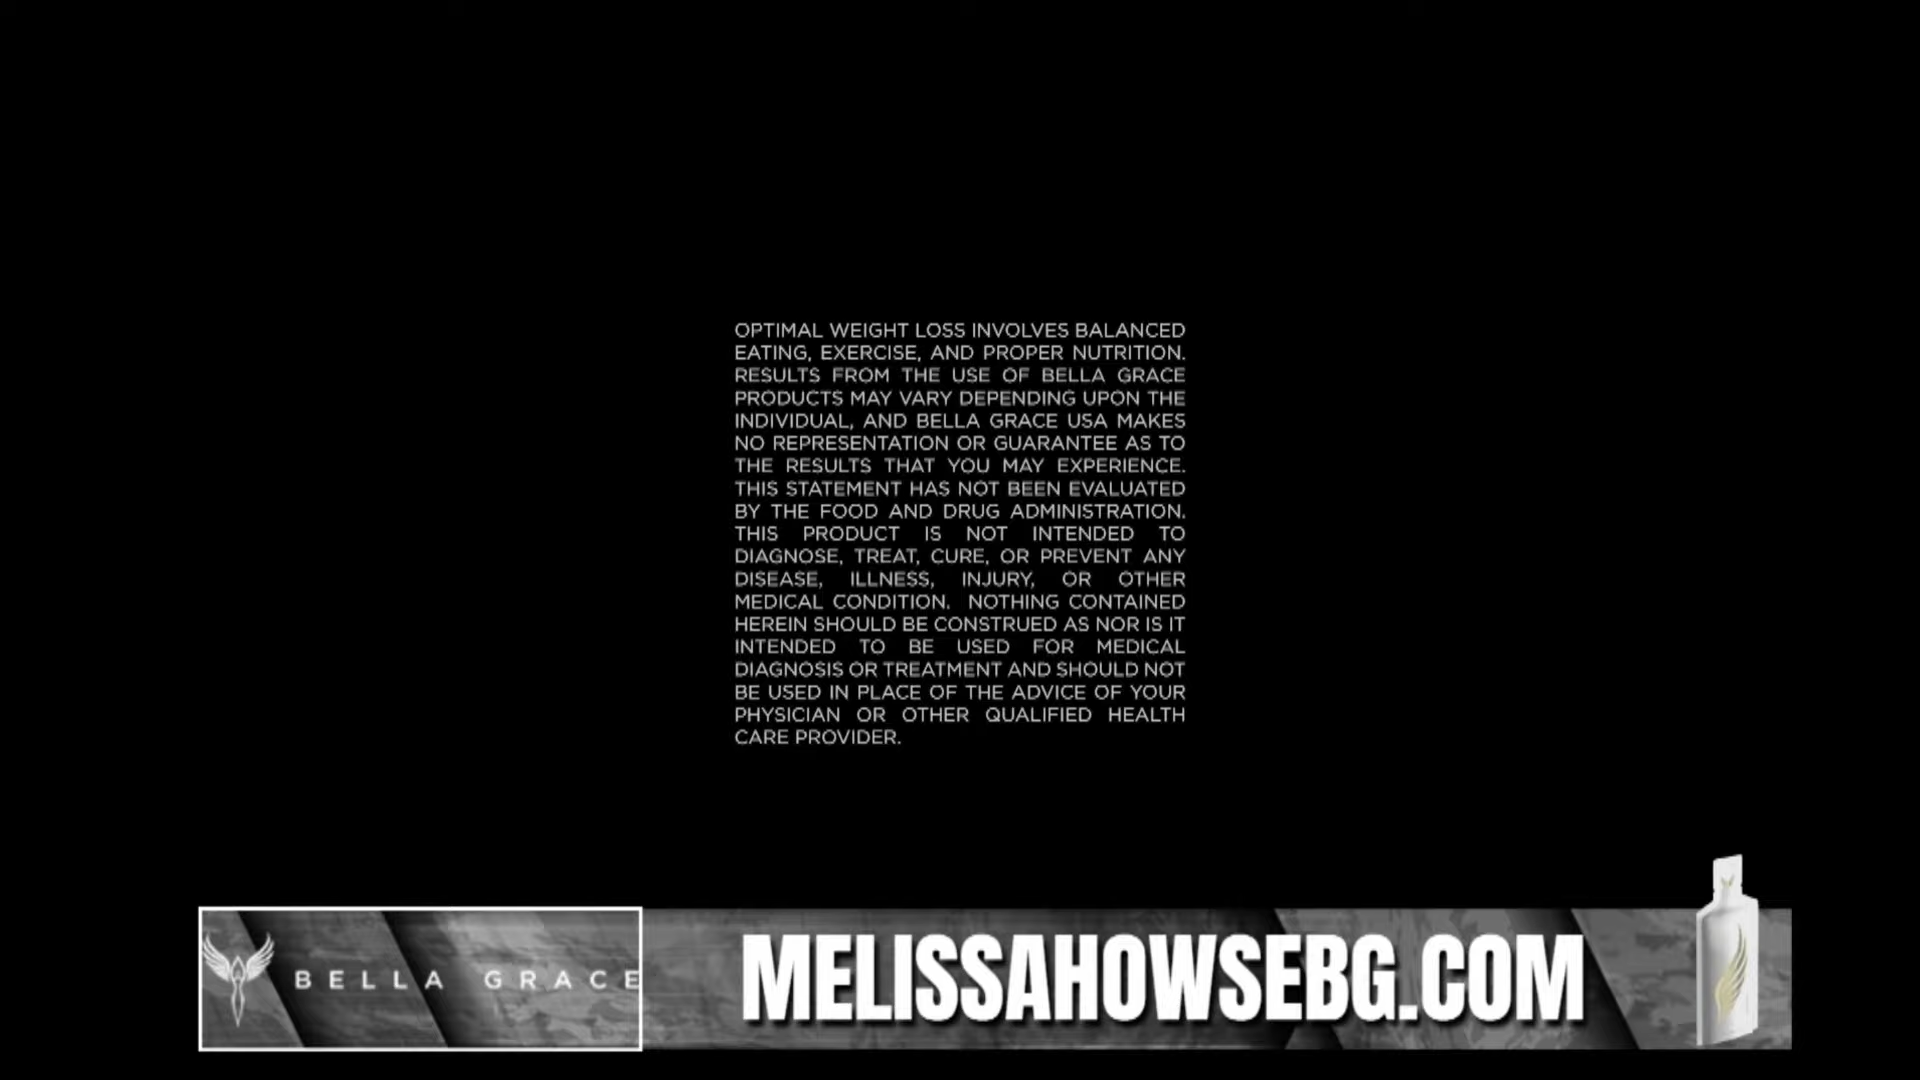 OPTIMAL WEIGHT LOSS INVOLVES BALANCED
EATING, EXERCISE, AND PROPER NUTRITION.
RESULTS FROM THE USE OF BELLA GRACE
PRODUCTS MAY VARY DEPENDING UPON THE
INDIVIDUAL, AND BELLA GRACE USA MAKES
NO REPRESENTATION OR GUARANTEE AS TO
THE RESULTS THAT YOU MAY EXPERIENCE.
THIS STATEMENT HAS NOT BEEN EVALUATED
BY THE FOOD AND DRUG ADMINISTRATION.
THIS PRODUCT IS NOT INTENDED TO
DIAGNOSE, TREAT, CURE, OR PREVENT ANY
DISEASE, ILLNESS, INJURY, OR OTHER
MEDICAL CONDITION. NOTHING CONTAINED
HEREIN SHOULD BE CONSTRUED AS NOR IS IT
INTENDED TO BE USED FOR MEDICAL
DIAGNOSIS OR TREATMENT AND SHOULD NOT
BE USED IN PLACE OF THE ADVICE OF YOUR
PHYSICIAN OR OTHER QUALIFIED HEALTH
CARE PROVIDER.
BELLA GRACE
MELISSAHOWSEBG.COM